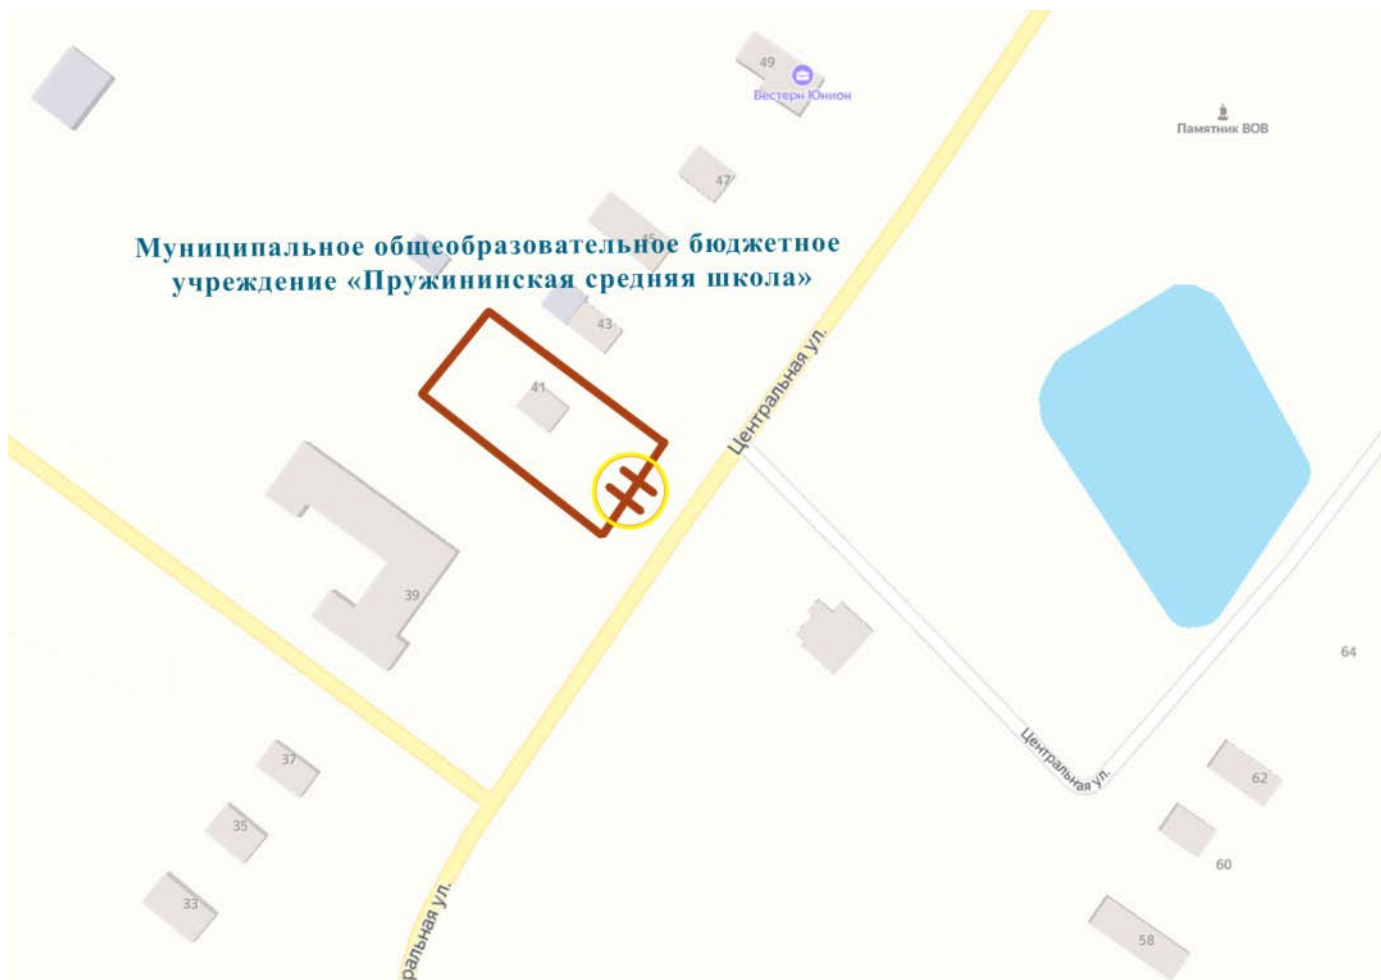 49
Вестерн Юнион
Памятник ВОВ
47
45
Муниципальное общеобразовательное бюджетное
учреждение «Пружининская средняя школа»
43
Центральная ул.
41
39
64
37
Центральная ул.
62
35
60
33
ральная ул.
58